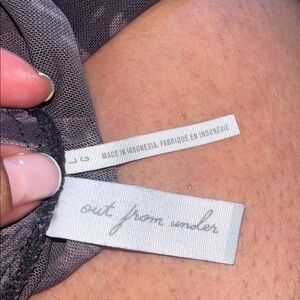 MADE IN INDONESIA. FABRIQUÉ EN INDONÉSIE
out from under